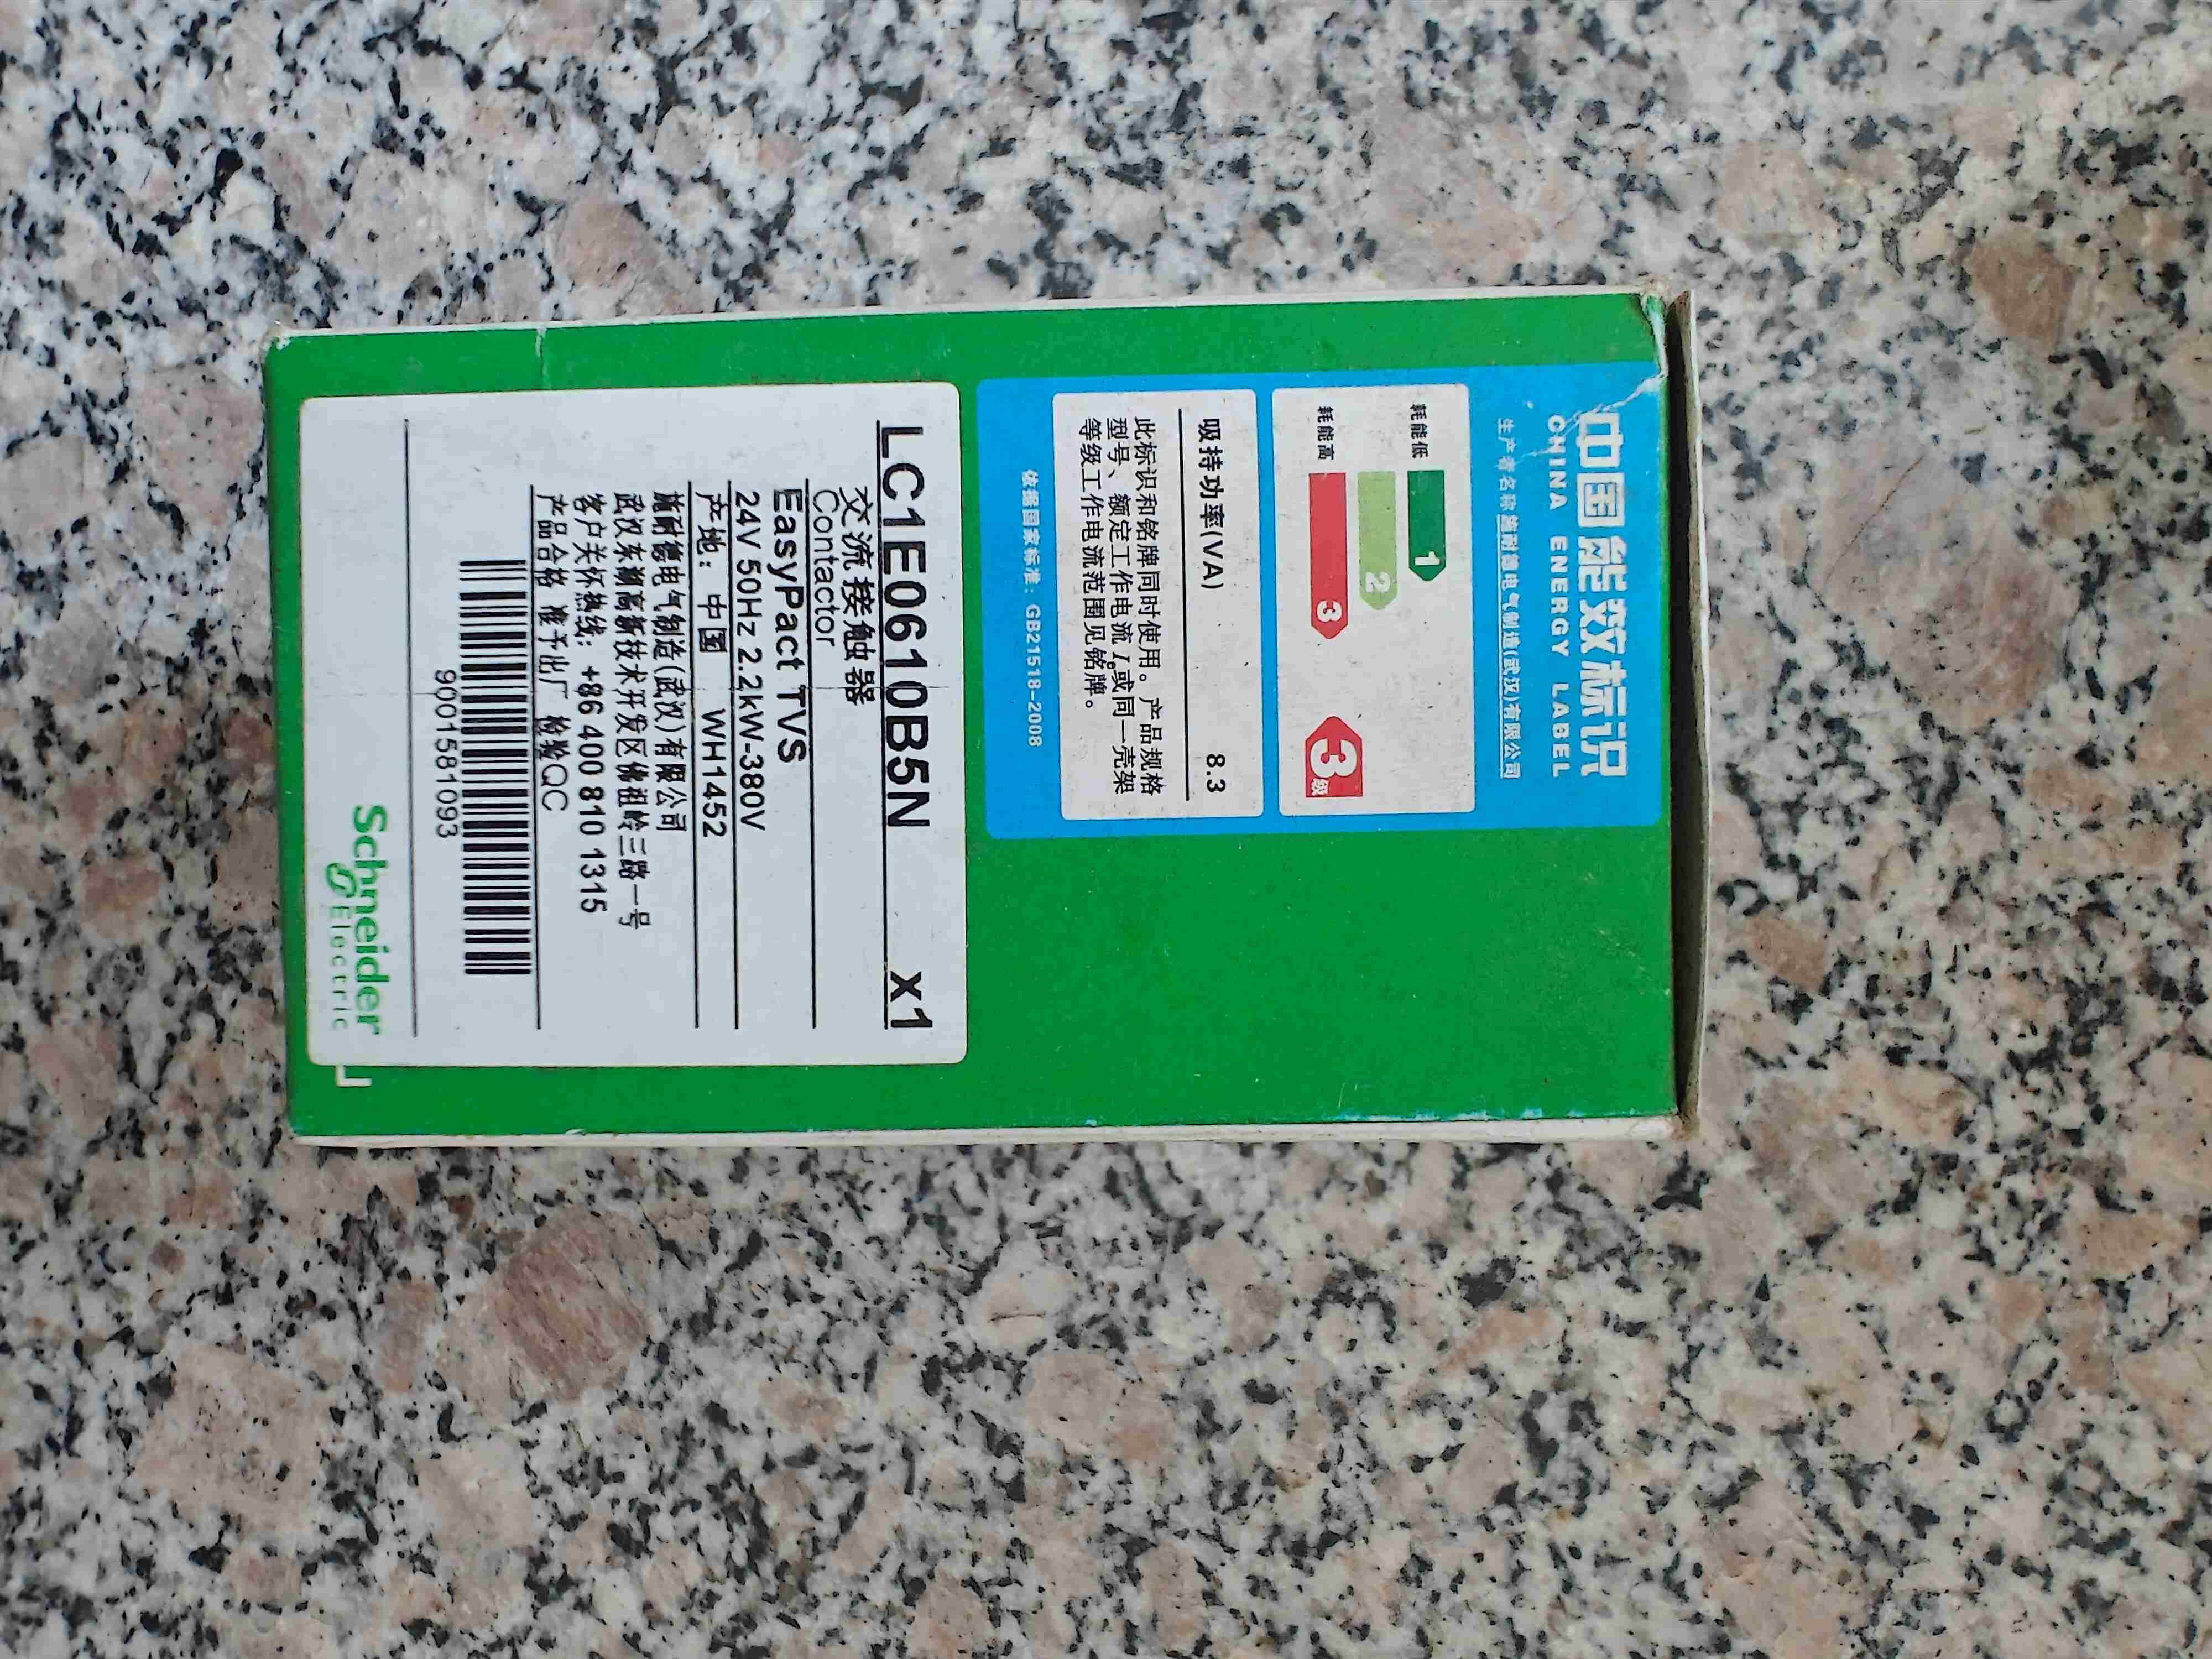 中国能效标识
CHINA ENERGY LABEL
生产者名称 施耐德电气制造(武汉)有限公司
耗能低
1
2
耗能高
3
3级
吸持功率(VA) 8.3
此标识和铭牌同时使用。产品规格
型号、额定工作电流Ie或同一壳架
等级工作电流范围见铭牌。
依据国家标准：GB21518-2008
LC1E0610B5N x1
交流接触器
Contactor
EasyPact TVS
24V 50Hz 2.2kW-380V
产地：中国 WH1452
施耐德电气制造(武汉)有限公司
武汉东湖高新技术开发区佛祖岭三路一号
客户关怀热线：+86 400 810 1315
产品合格 准予出厂 检验QC
9001581093
Schneider
Electric